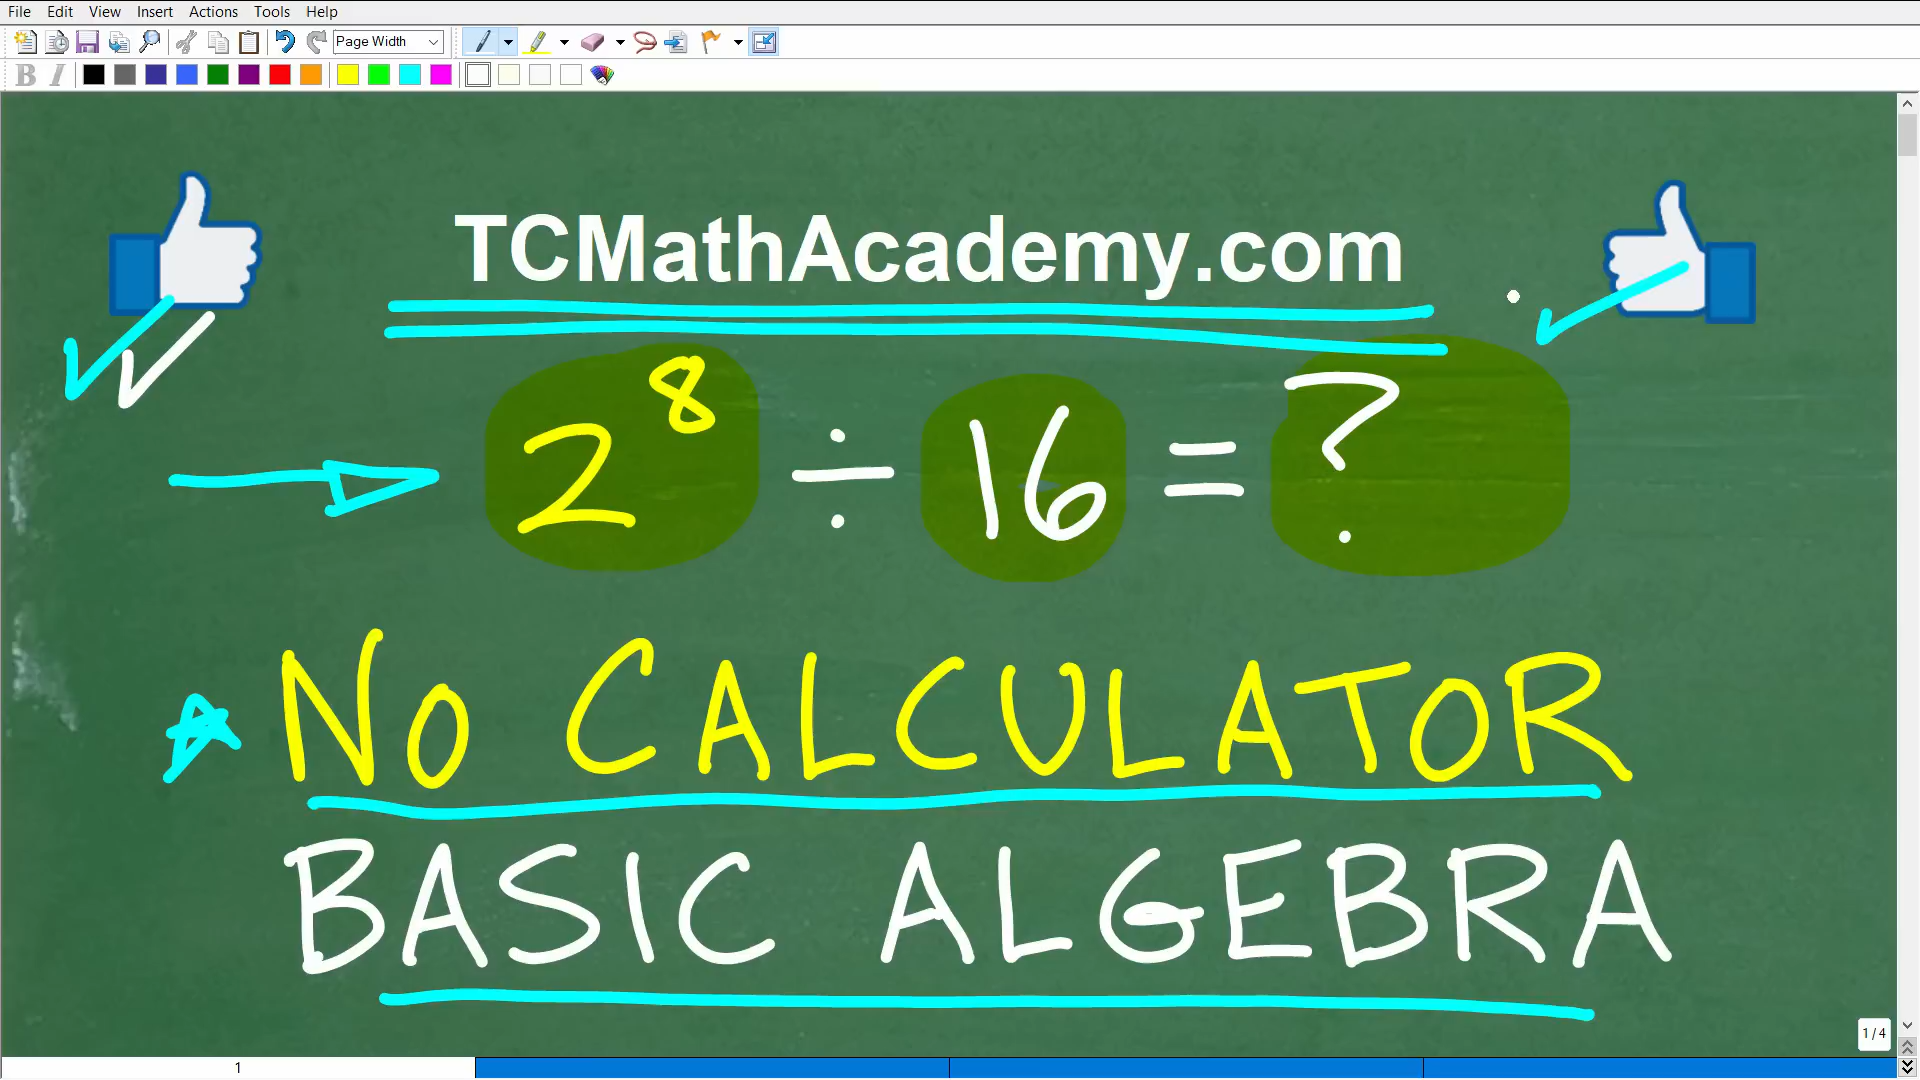 File Edit View Insert Actions Tools Help
Page Width
B I
TCMathAcademy.com
2⁸ ÷ 16 = ?
NO CALCULATOR
BASIC ALGEBRA
1 / 4
1